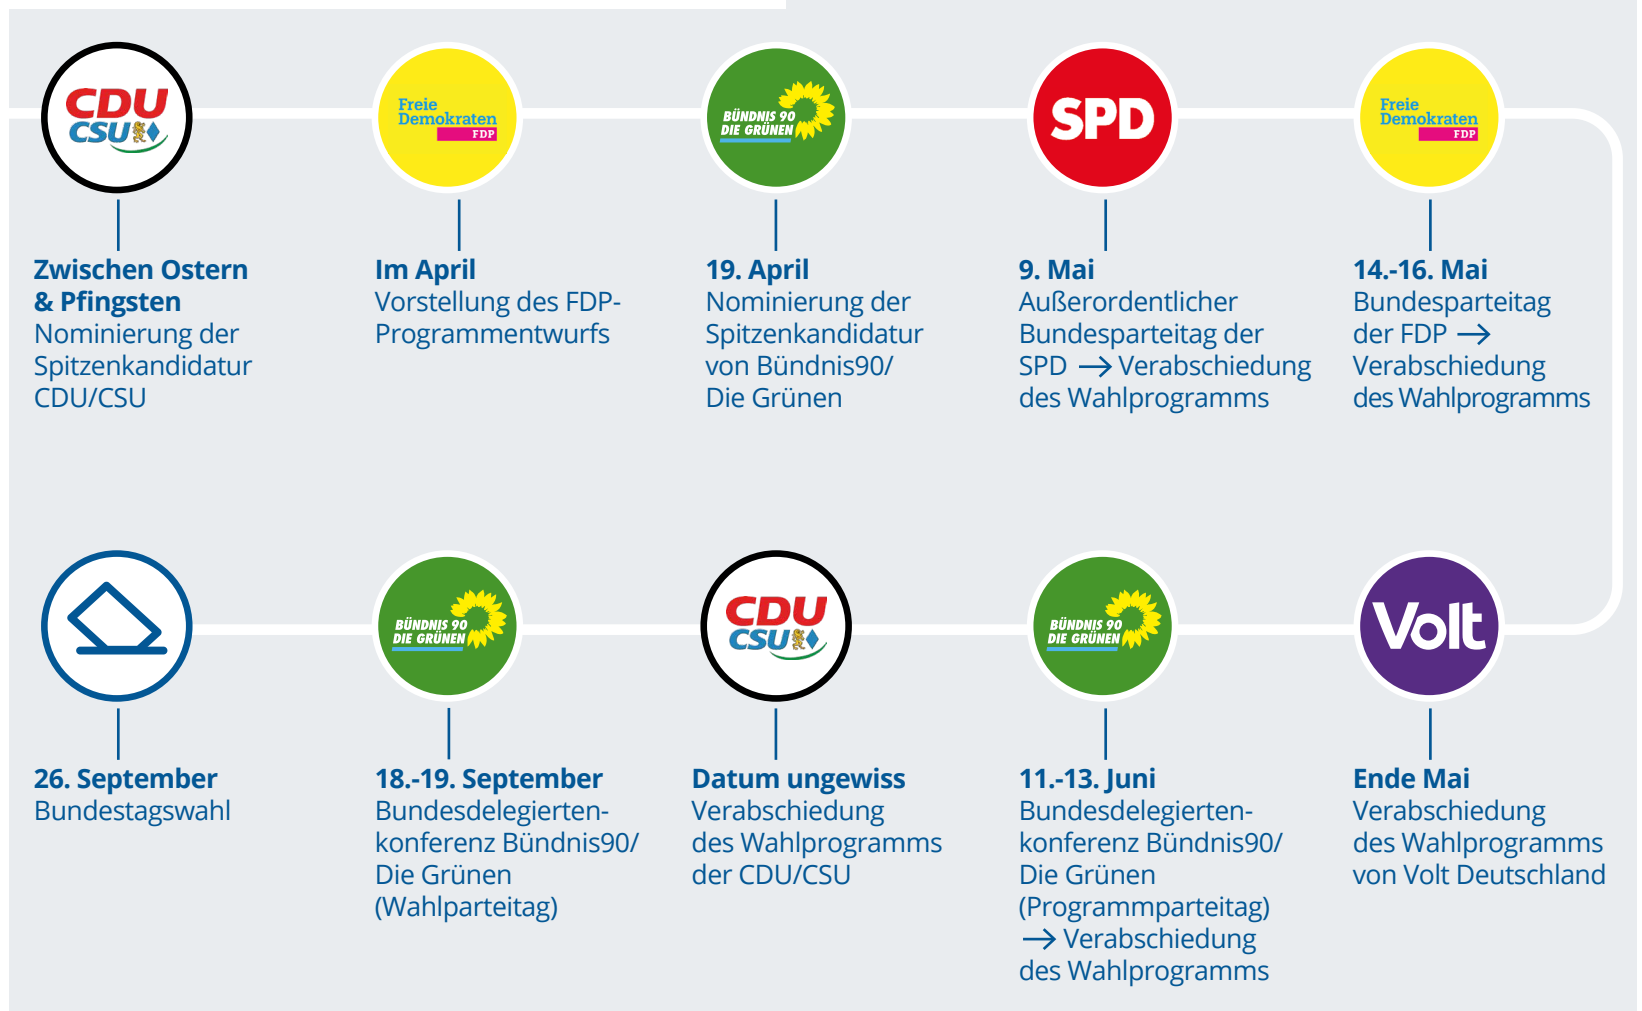 CDU
CSU
Freie
Demokraten
FDP
BÜNDNIS 90
DIE GRÜNEN
SPD
Freie
Demokraten
FDP
Zwischen Ostern
& Pfingsten
Nominierung der
Spitzenkandidatur
CDU/CSU
Im April
Vorstellung des FDP-
Programmentwurfs
19. April
Nominierung der
Spitzenkandidatur
von Bündnis90/
Die Grünen
9. Mai
Außerordentlicher
Bundesparteitag der
SPD → Verabschiedung
des Wahlprogramms
14.-16. Mai
Bundesparteitag
der FDP →
Verabschiedung
des Wahlprogramms
Volt
BÜNDNIS 90
DIE GRÜNEN
CDU
CSU
BÜNDNIS 90
DIE GRÜNEN
Ende Mai
Verabschiedung
des Wahlprogramms
von Volt Deutschland
11.-13. Juni
Bundesdelegierten-
konferenz Bündnis90/
Die Grünen
(Programmparteitag)
→ Verabschiedung
des Wahlprogramms
Datum ungewiss
Verabschiedung
des Wahlprogramms
der CDU/CSU
18.-19. September
Bundesdelegierten-
konferenz Bündnis90/
Die Grünen
(Wahlparteitag)
26. September
Bundestagswahl